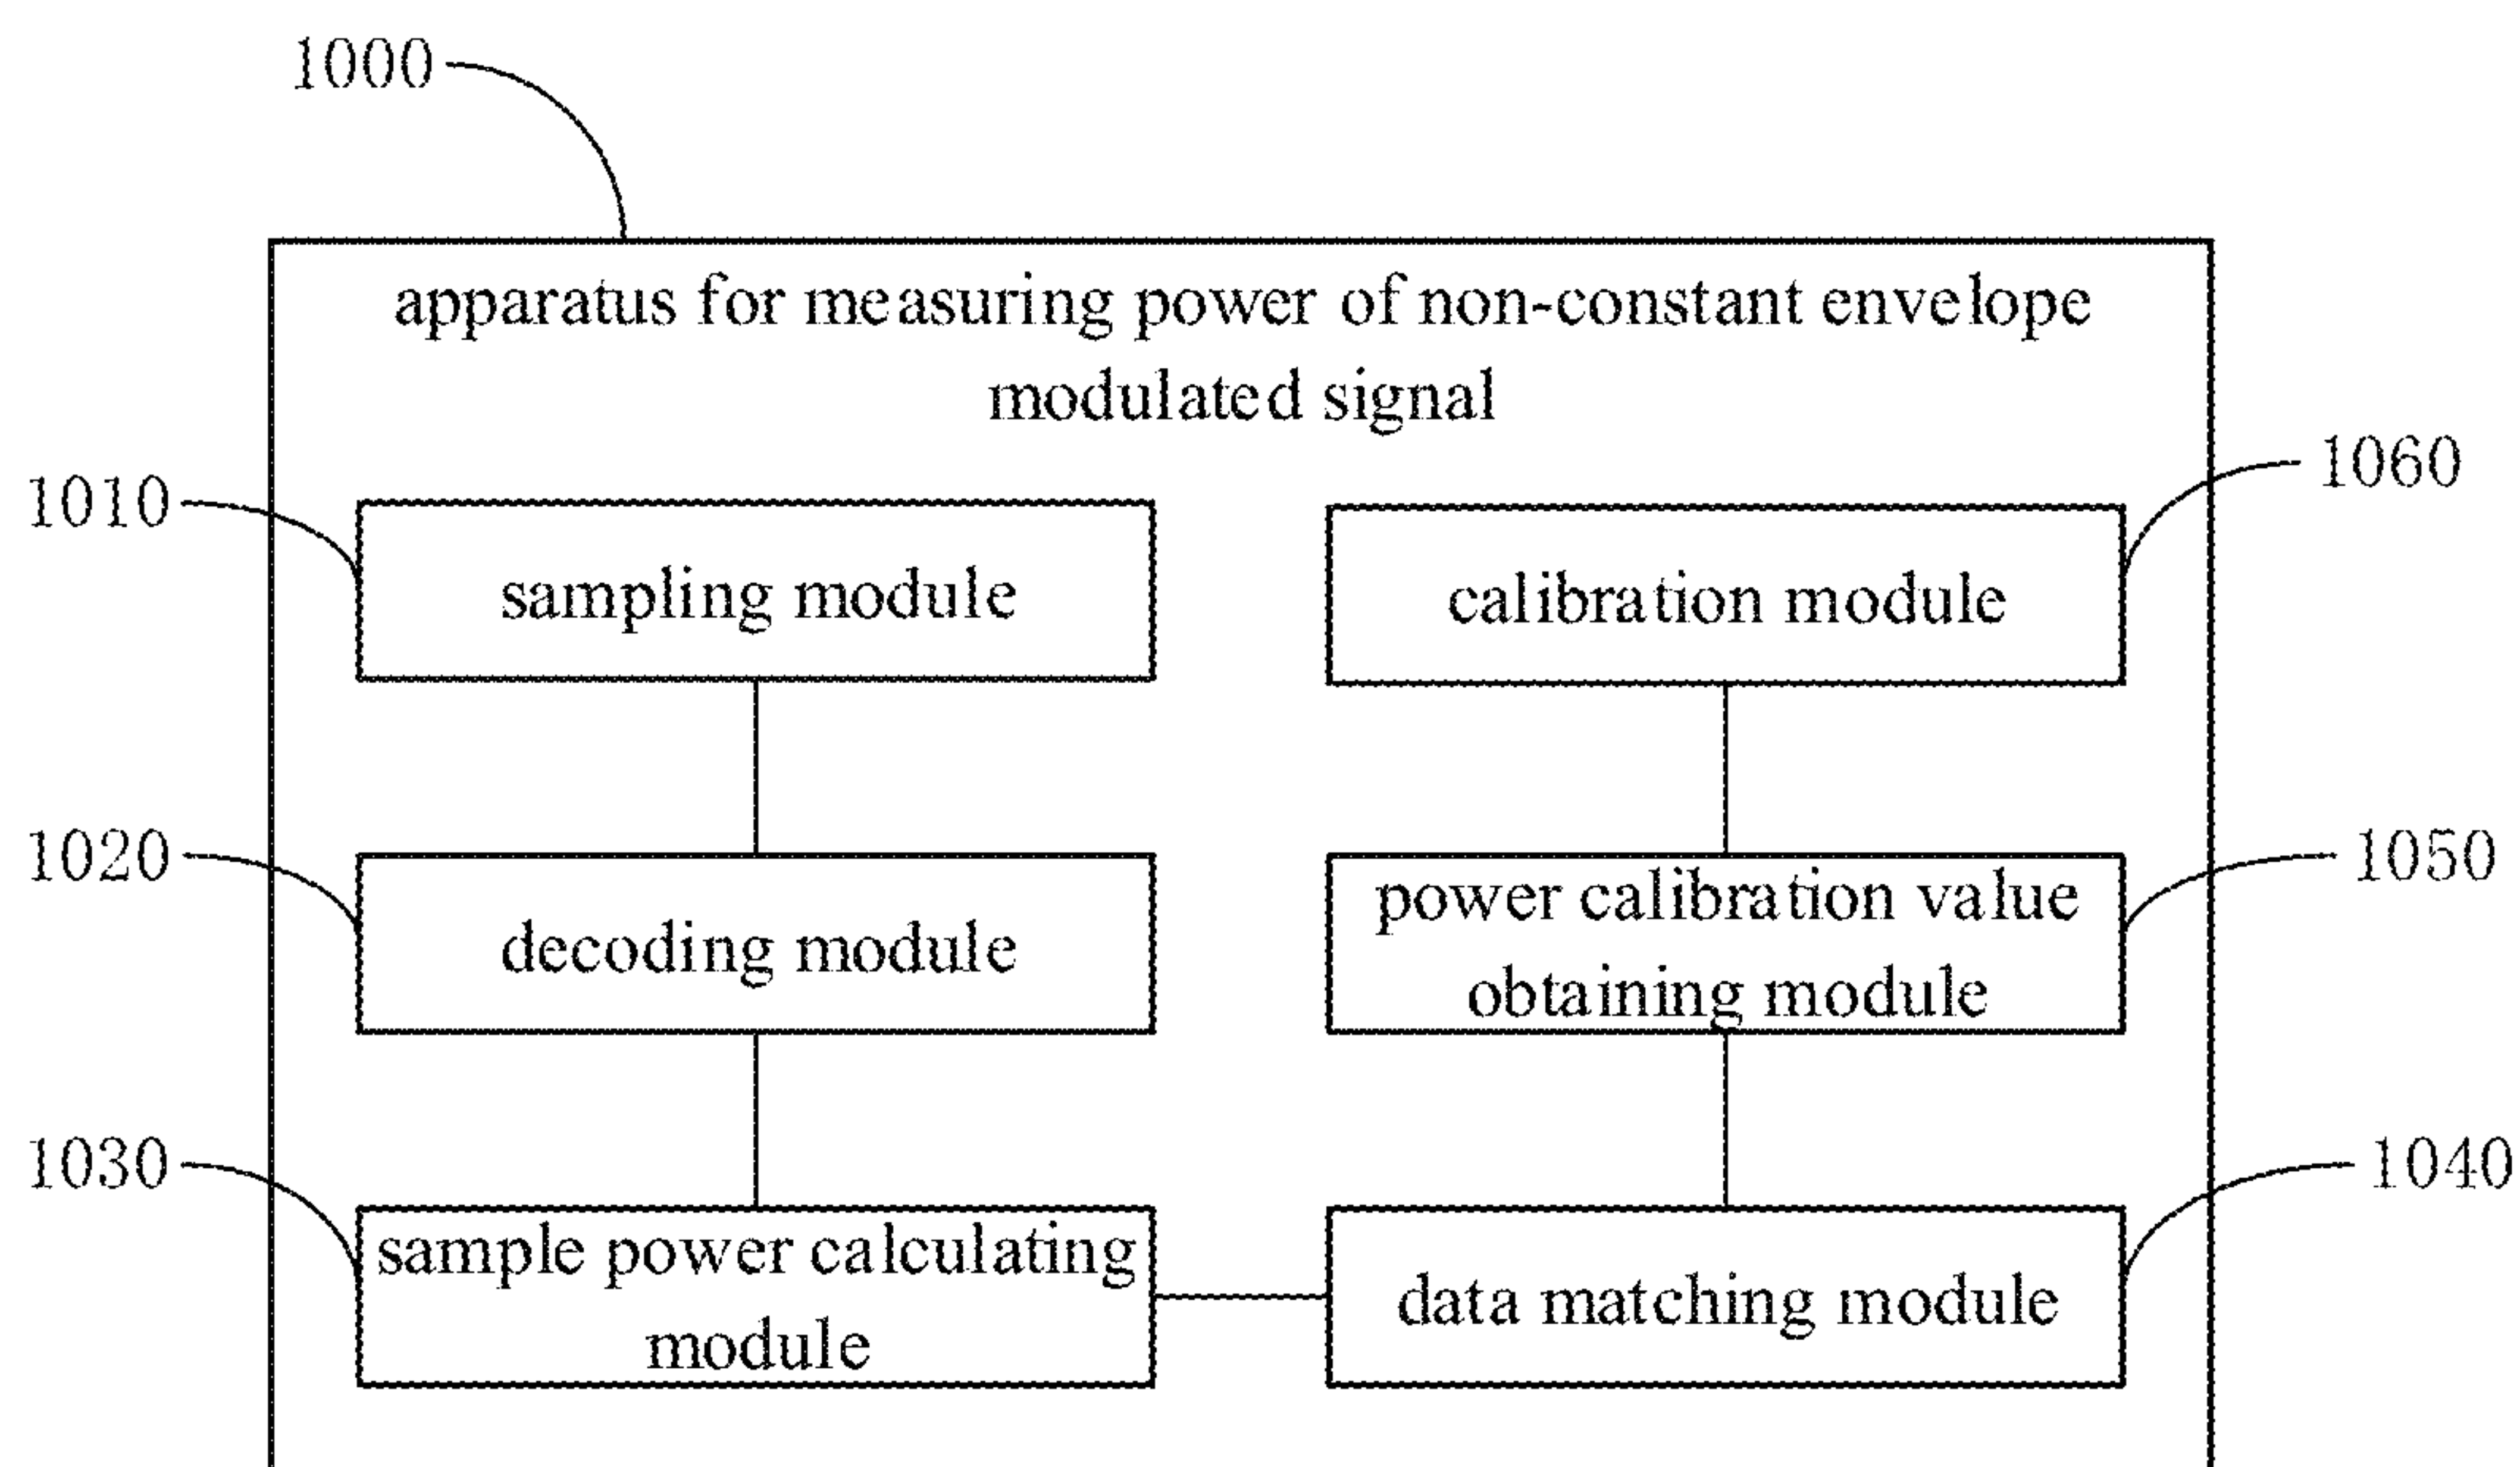 1000
apparatus for measuring power of non-constant envelope
modulated signal
1010
sampling module
1060
calibration module
1020
decoding module
1050
power calibration value
obtaining module
1030
sample power calculating
module
1040
data matching module